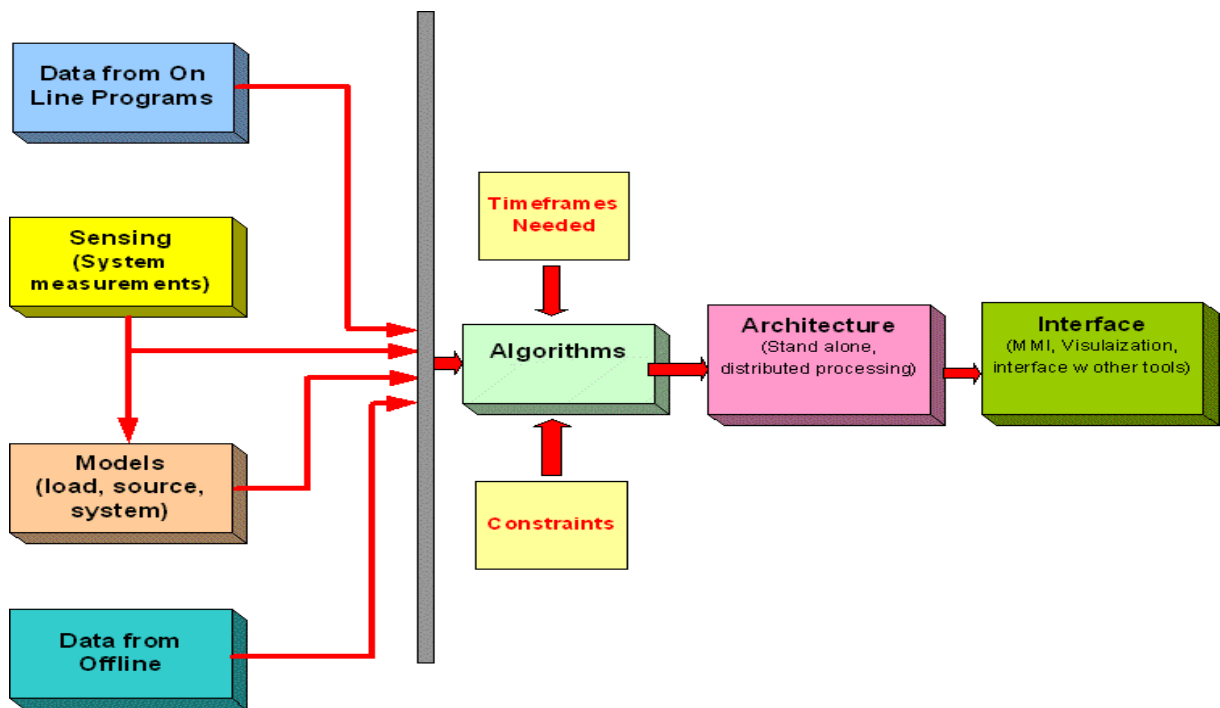 Data from On
Line Programs
Sensing
(System
measurements)
Models
(load, source,
system)
Data from
Offline
Timeframes
Needed
Algorithms
Constraints
Architecture
(Stand alone,
distributed processing)
Interface
(MMI, Visulaization,
interface w other tools)